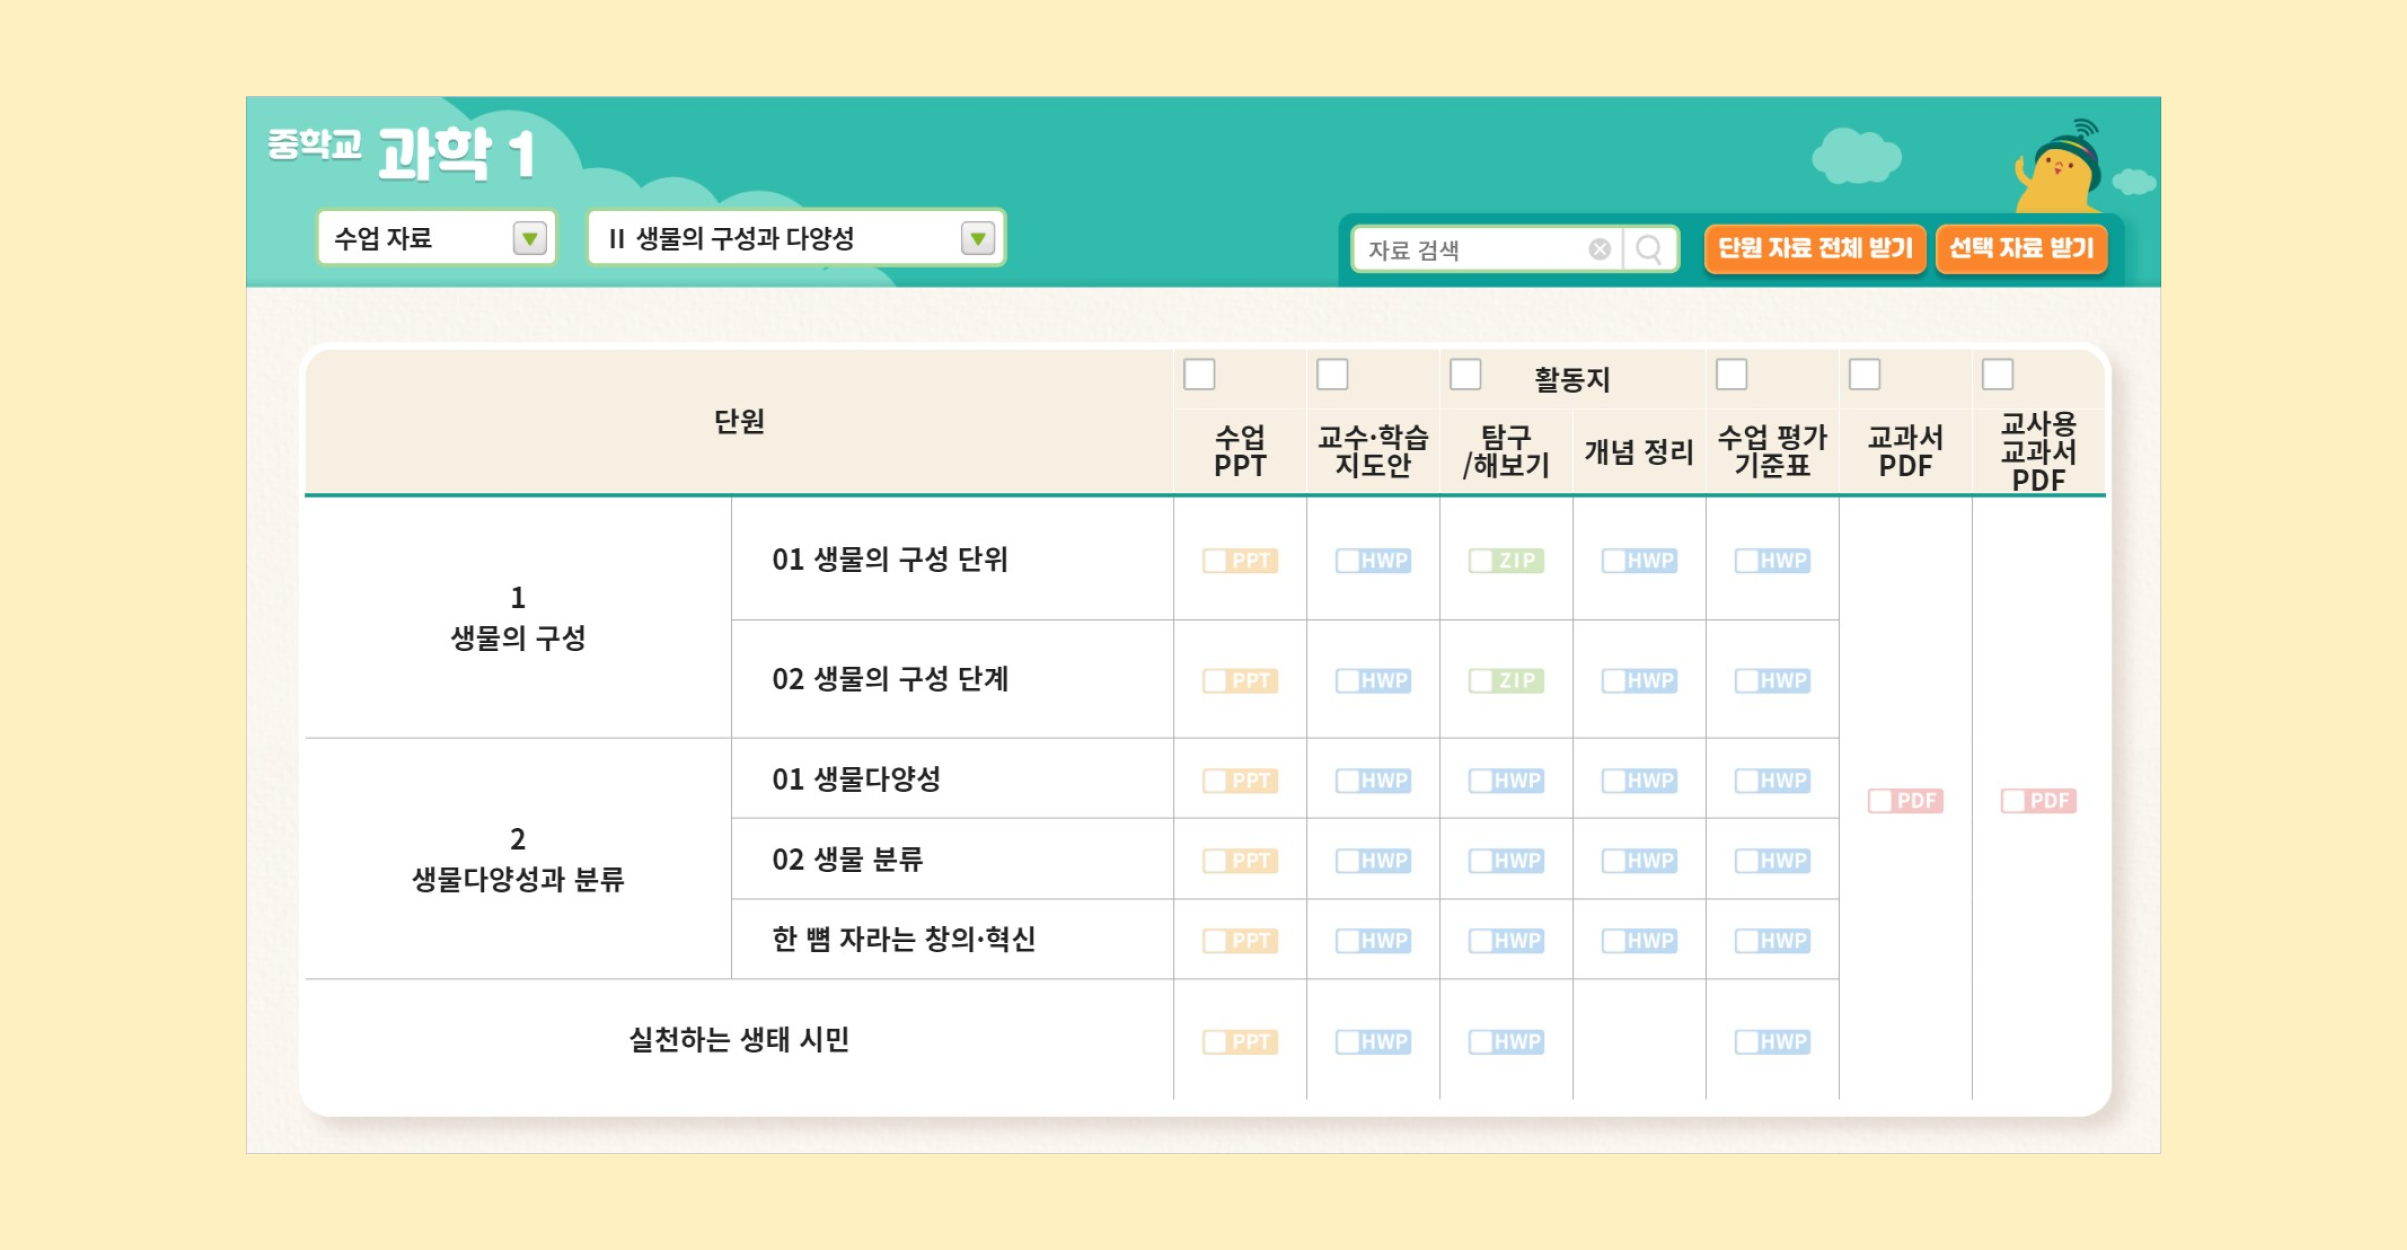 중학교 과학 1
수업 자료
II 생물의 구성과 다양성
자료 검색
단원 자료 전체 받기
선택 자료 받기
단원
활동지
수업
PPT
교수·학습
지도안
탐구
/해보기
개념 정리
수업 평가
기준표
교과서
PDF
교사용
교과서
PDF
1
생물의 구성
01 생물의 구성 단위
PPT HWP ZIP HWP HWP
02 생물의 구성 단계
PPT HWP ZIP HWP HWP
2
생물다양성과 분류
01 생물다양성
PPT HWP HWP HWP HWP
PDF PDF
02 생물 분류
PPT HWP HWP HWP HWP
한 뼘 자라는 창의·혁신
PPT HWP HWP HWP HWP
실천하는 생태 시민
PPT HWP HWP HWP